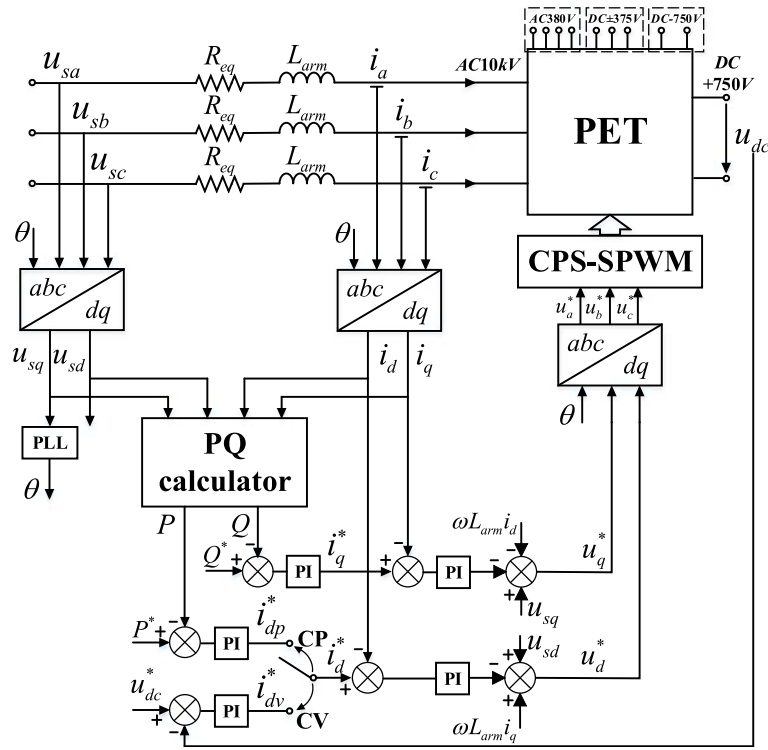 AC380V DC±375V DC-750V
u_sa R_eq L_arm i_a AC10kV DC
+750V
u_sb R_eq L_arm i_b PET u_dc
u_sc R_eq L_arm i_c
θ θ CPS-SPWM
abc abc u_a^* u_b^* u_c^*
dq dq abc
u_sq u_sd i_d i_q dq
θ
PLL PQ
calculator
θ P Q
Q^* + - PI i_q^* + - PI - ωL_arm i_d - + u_sq u_q^*
P^* + - PI i_dp^* CP i_d^* + - PI - u_sd + + ωL_arm i_q u_d^*
u_dc^* + - PI i_dv^* CV